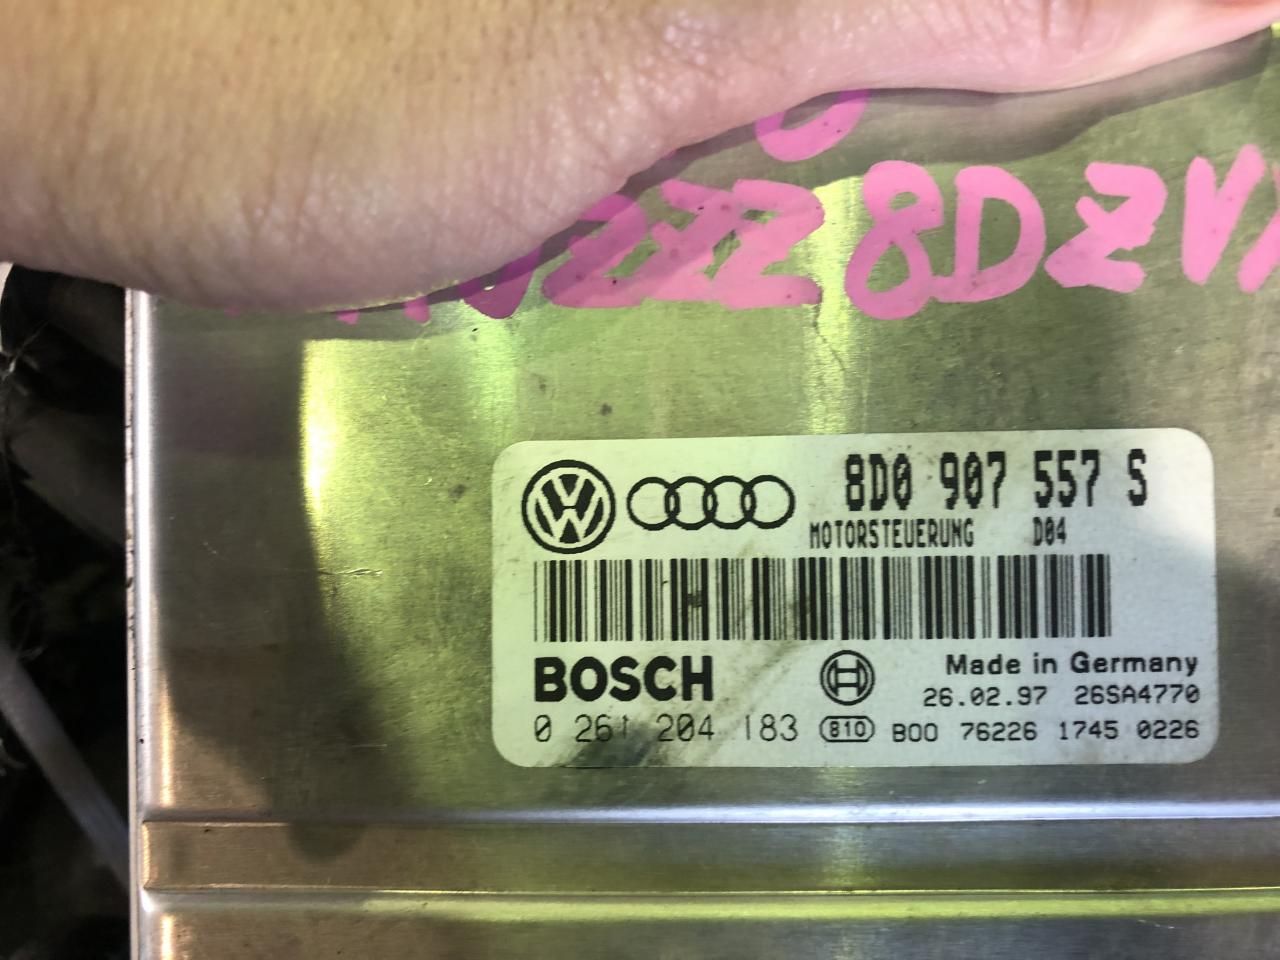 ZZZ8DZV
8D0 907 557 S
MOTORSTEUERUNG D04
BOSCH
Made in Germany
26.02.97 26SA4770
0 261 204 183 810 B00 76226 1745 0226